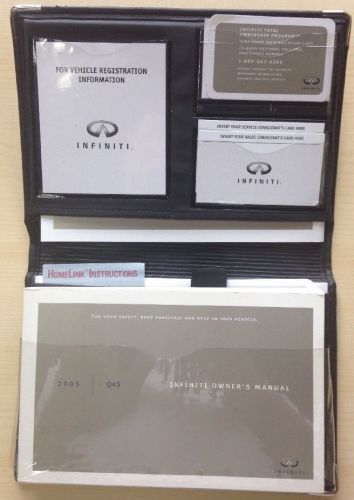 FOR VEHICLE REGISTRATION
INFORMATION
INFINITI.
INFINITI TOTAL
OWNERSHIP PROGRAM
INSERT YOUR SERVICE CONSULTANT'S CARD HERE
INSERT YOUR SALES CONSULTANT'S CARD HERE
INFINITI.
HOMELINK INSTRUCTIONS
FOR YOUR SAFETY, READ CAREFULLY AND KEEP IN THIS VEHICLE.
2005 Q45
INFINITI OWNER'S MANUAL
INFINITI